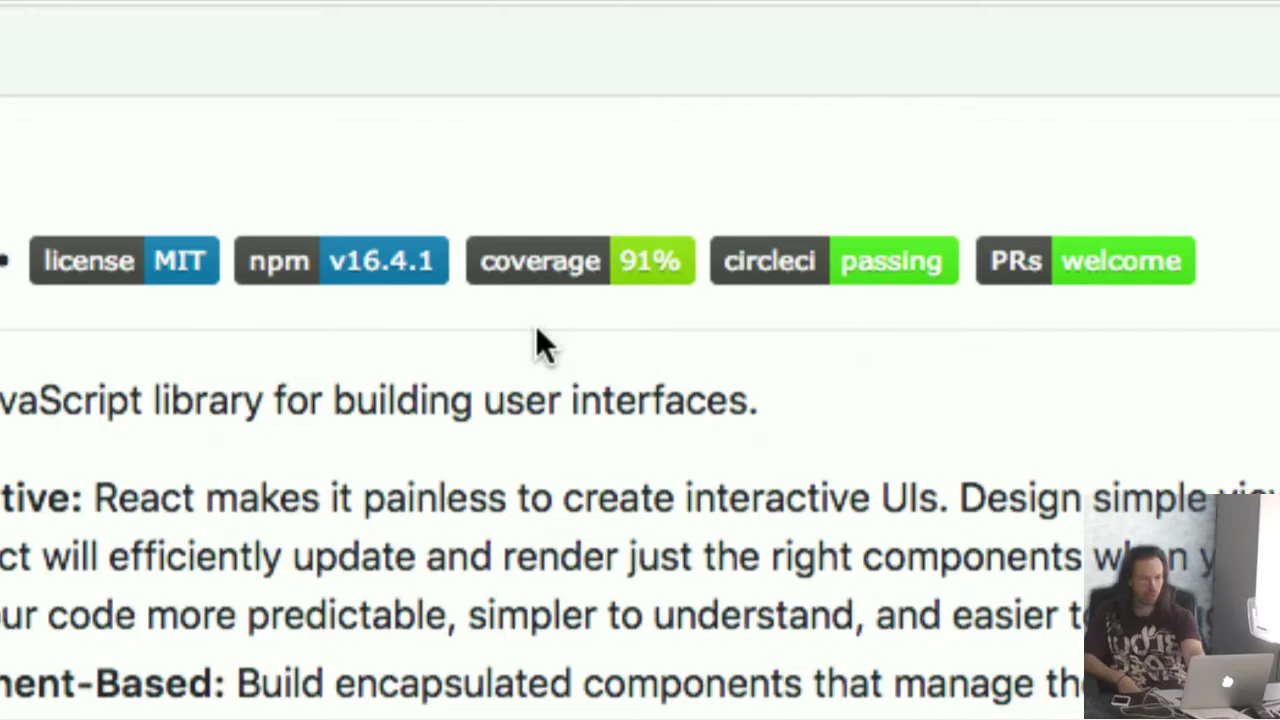 license MIT npm v16.4.1 coverage 91% circleci passing PRs welcome
vaScript library for building user interfaces.
tive: React makes it painless to create interactive UIs. Design simple
ct will efficiently update and render just the right components when y
ur code more predictable, simpler to understand, and easier t
nent-Based: Build encapsulated components that manage th